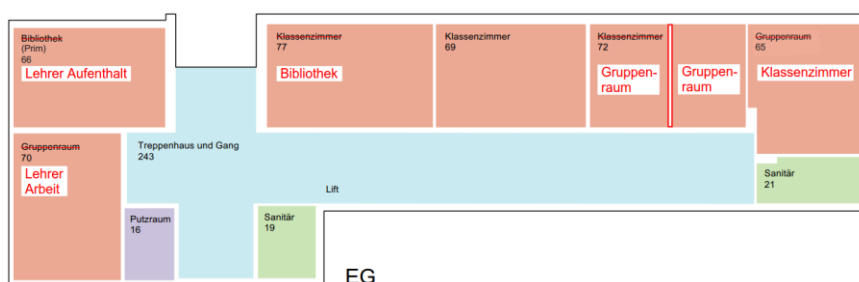 Bibliothek
(Prim)
66
Lehrer Aufenthalt
Klassenzimmer
77
Bibliothek
Klassenzimmer
69
Klassenzimmer
72
Gruppen-
raum
Gruppen-
raum
Gruppenraum
65
Klassenzimmer
Gruppenraum
70
Lehrer
Arbeit
Treppenhaus und Gang
243
Lift
Sanitär
21
Putzraum
16
Sanitär
19
EG